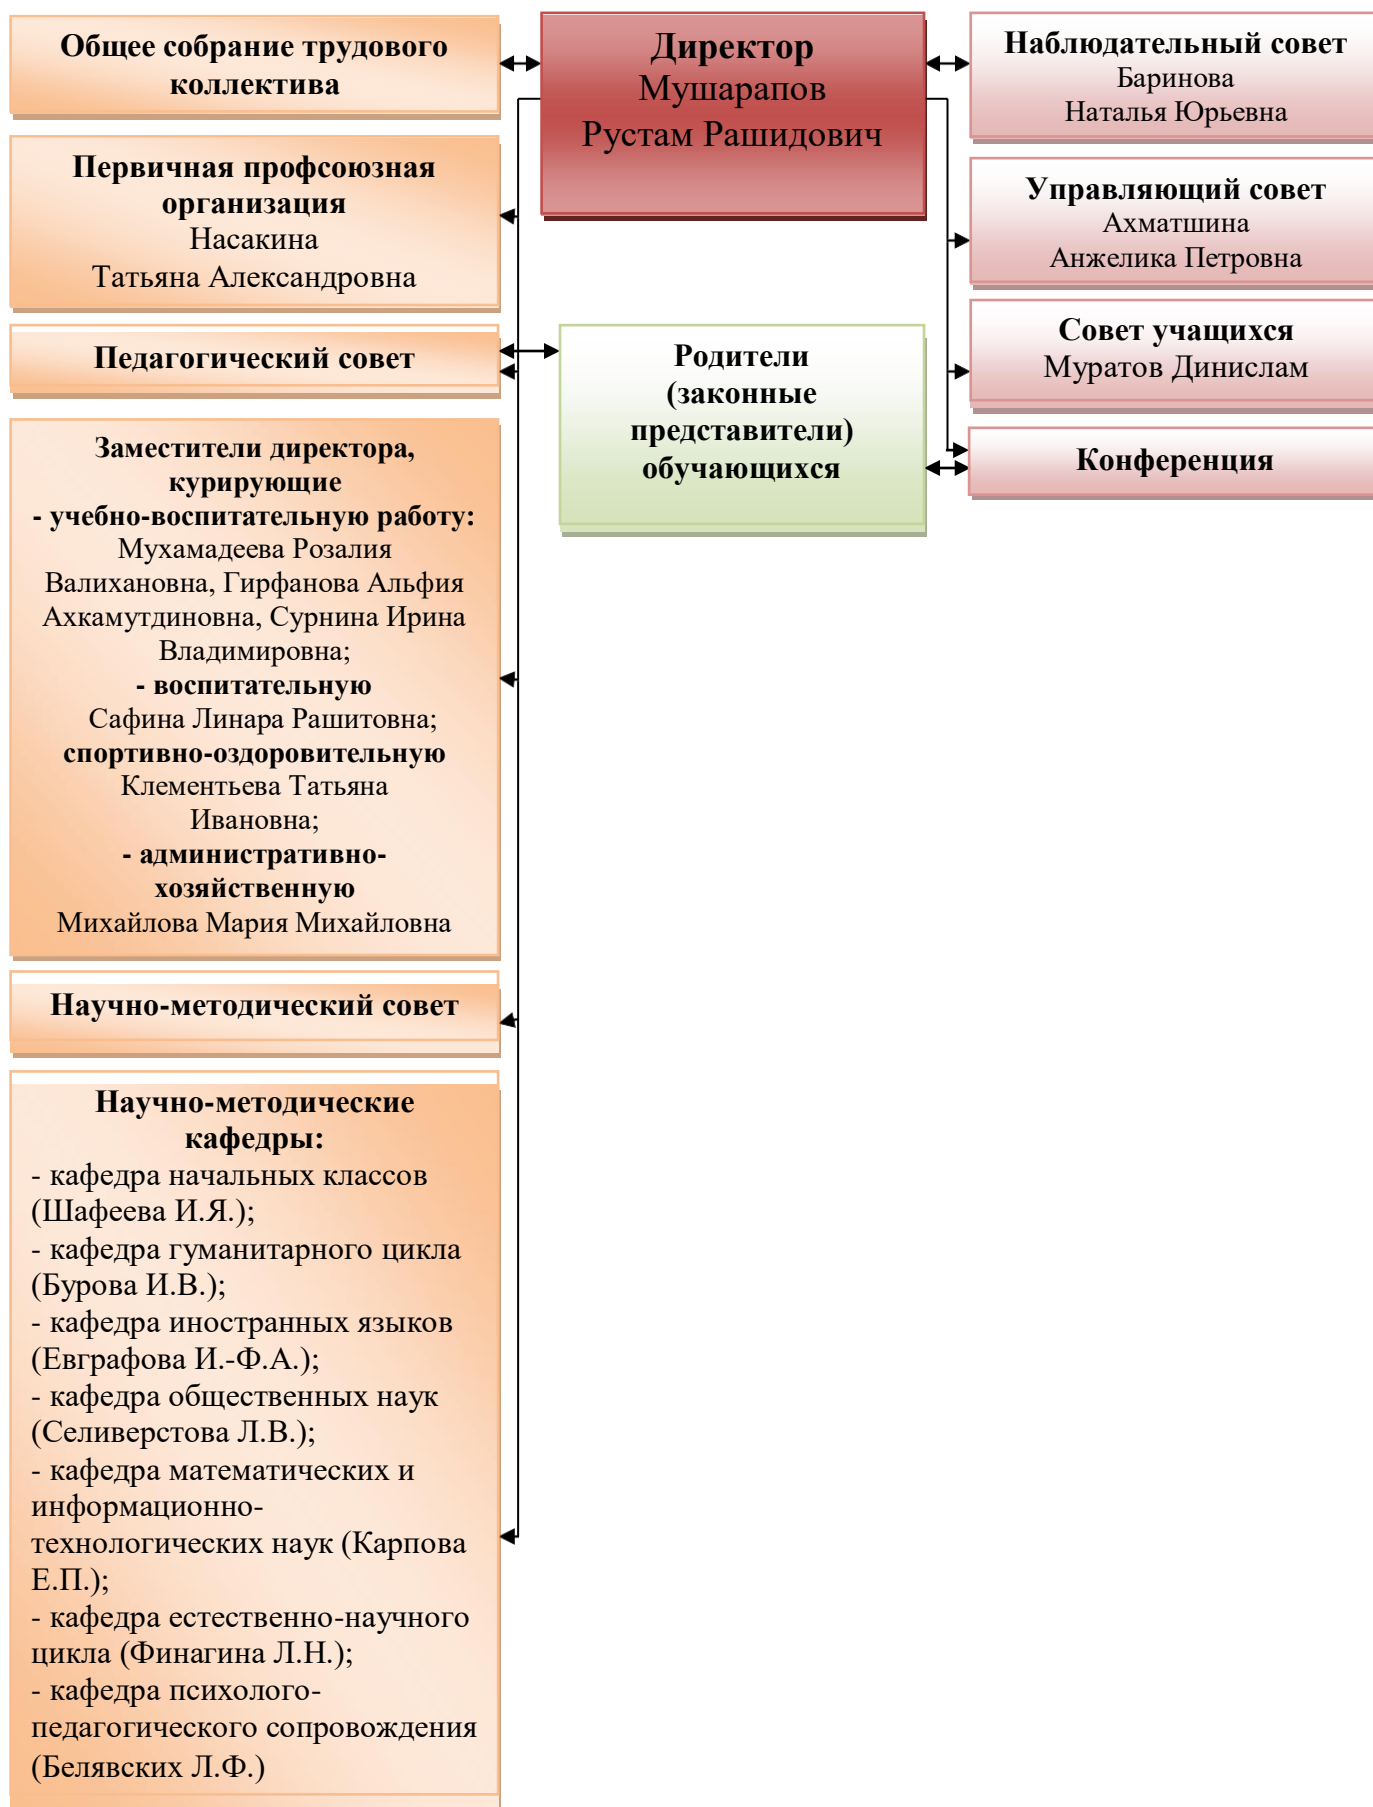 Общее собрание трудового
коллектива
Первичная профсоюзная
организация
Насакина
Татьяна Александровна
Педагогический совет
Заместители директора,
курирующие
- учебно-воспитательную работу:
Мухамадеева Розалия
Валихановна, Гирфанова Альфия
Ахкамутдиновна, Сурнина Ирина
Владимировна;
- воспитательную
Сафина Линара Рашитовна;
спортивно-оздоровительную
Клементьева Татьяна
Ивановна;
- административно-
хозяйственную
Михайлова Мария Михайловна
Научно-методический совет
Научно-методические
кафедры:
- кафедра начальных классов
(Шафеева И.Я.);
- кафедра гуманитарного цикла
(Бурова И.В.);
- кафедра иностранных языков
(Евграфова И.-Ф.А.);
- кафедра общественных наук
(Селиверстова Л.В.);
- кафедра математических и
информационно-
технологических наук (Карпова
Е.П.);
- кафедра естественно-научного
цикла (Финагина Л.Н.);
- кафедра психолого-
педагогического сопровождения
(Белявских Л.Ф.)
Директор
Мушарапов
Рустам Рашидович
Родители
(законные
представители)
обучающихся
Наблюдательный совет
Баринова
Наталья Юрьевна
Управляющий совет
Ахматшина
Анжелика Петровна
Совет учащихся
Муратов Динислам
Конференция